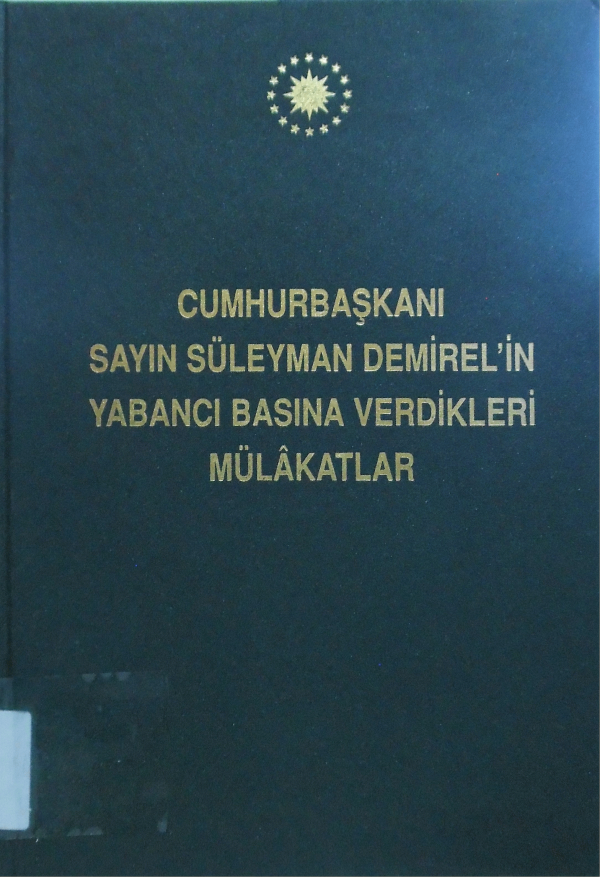 CUMHURBAŞKANI
SAYIN SÜLEYMAN DEMİREL'İN
YABANCI BASINA VERDİKLERİ
MÜLÂKATLAR